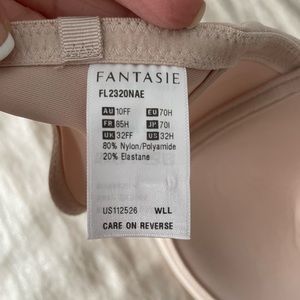 FANTASIE
FL2320NAE
AU 10FF EU 70H
FR 85H JP 70I
UK 32FF US 32H
80% Nylon/Polyamide
20% Elastane
US112526 WLL
CARE ON REVERSE